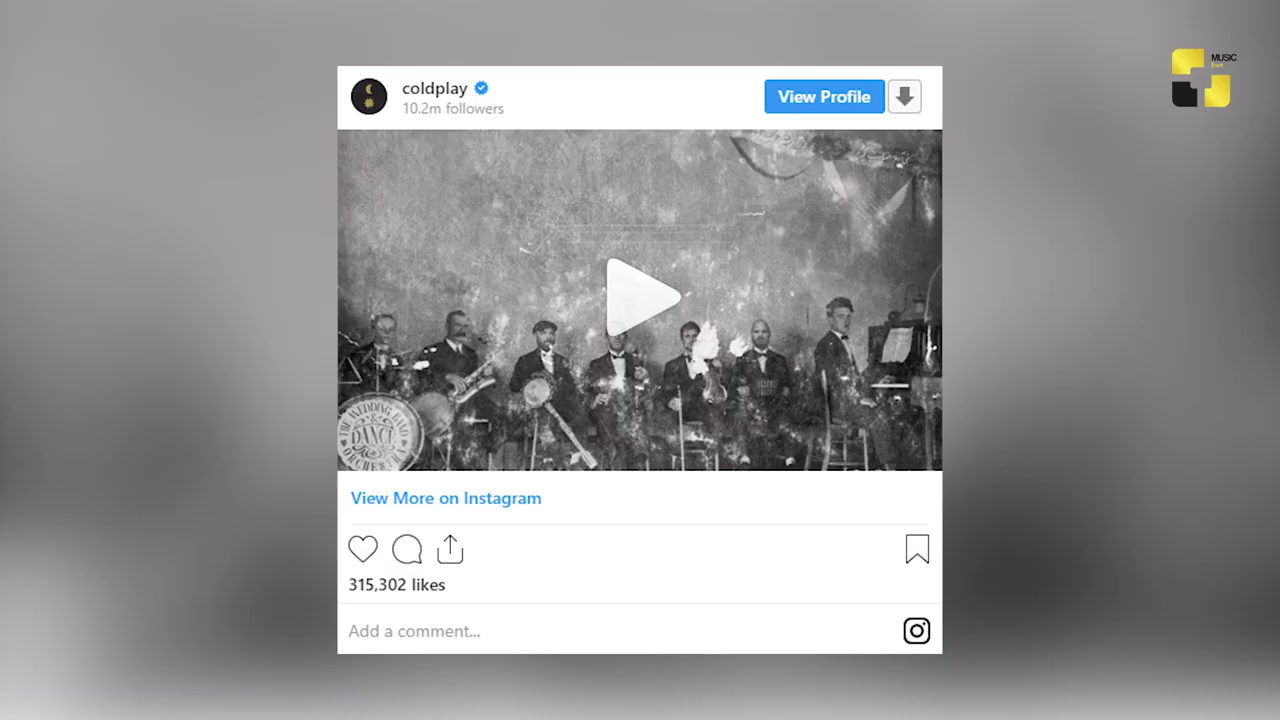 coldplay
10.2m followers
View Profile
MUSIC
box
THE WEDDING BAND
&
DANCE
ORCHESTRA
View More on Instagram
315,302 likes
Add a comment...